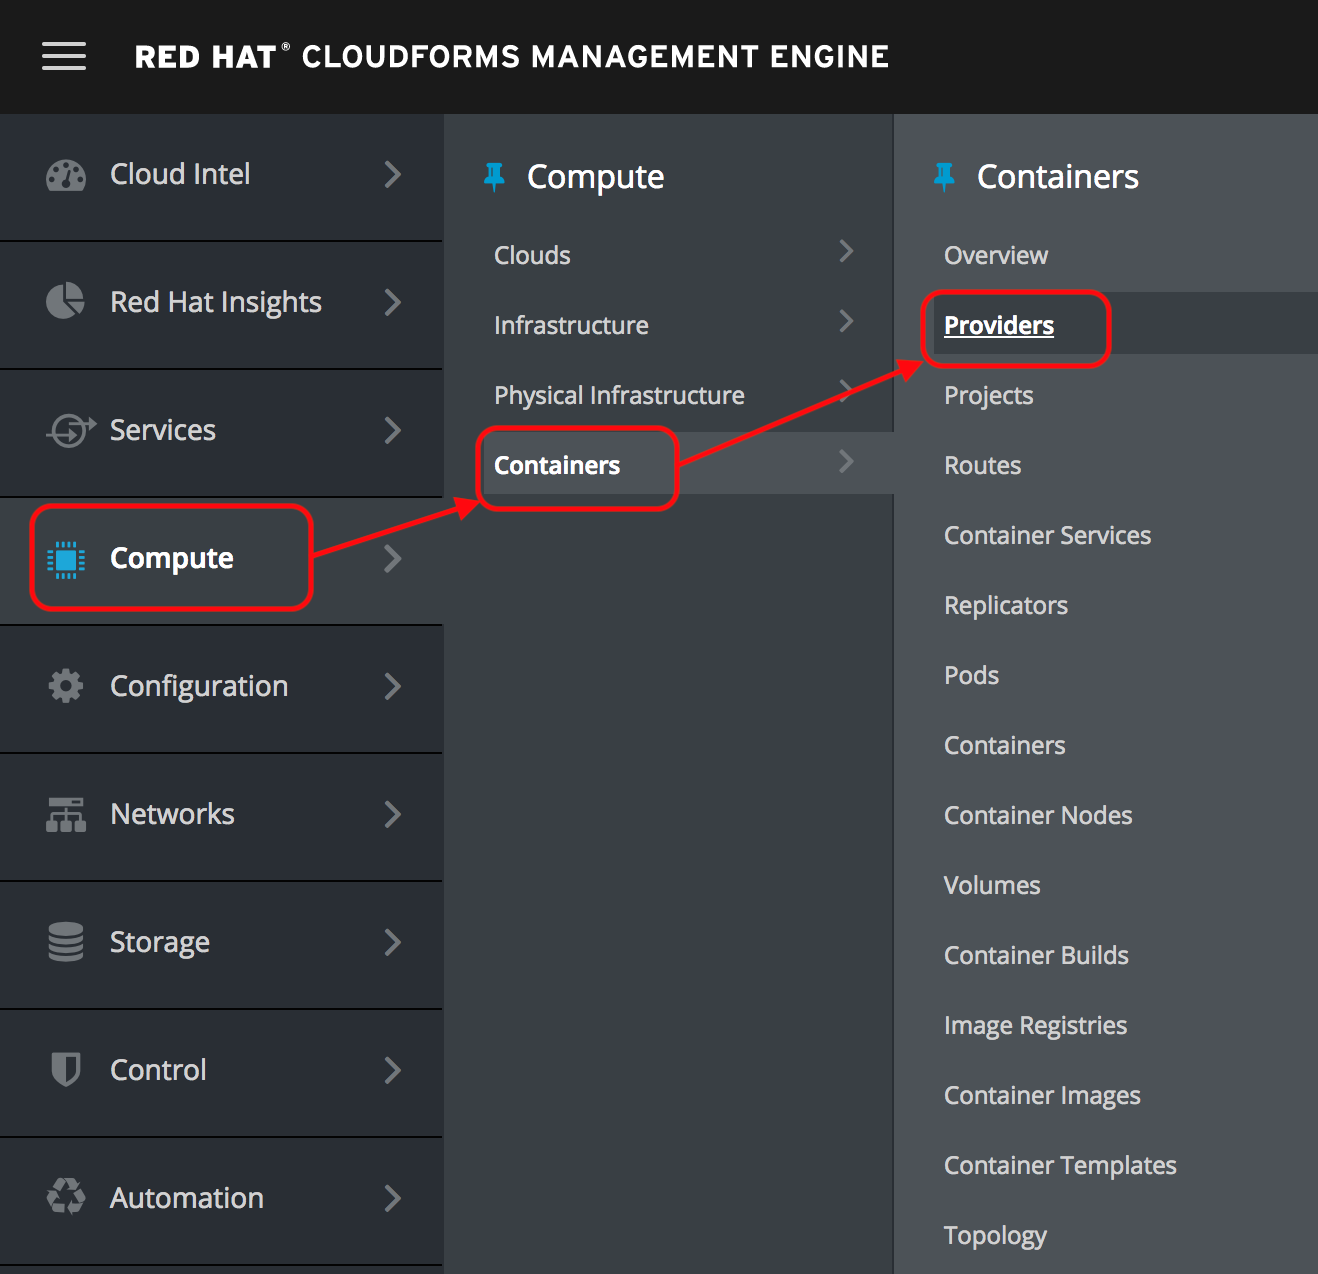 RED HAT® CLOUDFORMS MANAGEMENT ENGINE
Cloud Intel
Red Hat Insights
Services
Compute
Configuration
Networks
Storage
Control
Automation
Compute
Clouds
Infrastructure
Physical Infrastructure
Containers
Containers
Overview
Providers
Projects
Routes
Container Services
Replicators
Pods
Containers
Container Nodes
Volumes
Container Builds
Image Registries
Container Images
Container Templates
Topology